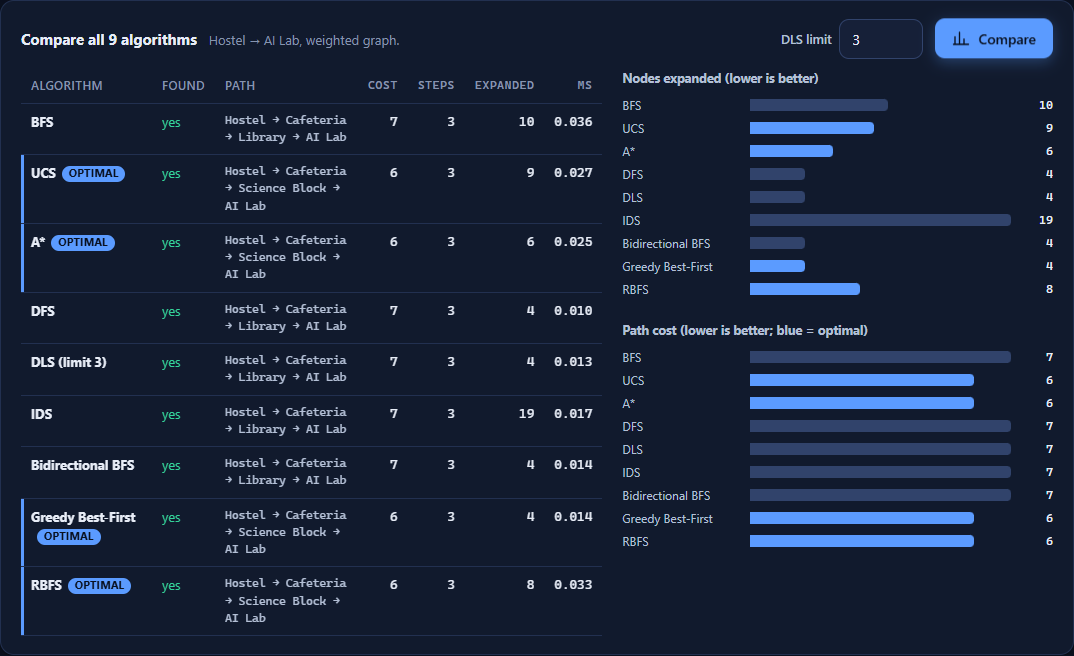 Compare all 9 algorithms Hostel → AI Lab, weighted graph. DLS limit 3 Compare
ALGORITHM FOUND PATH COST STEPS EXPANDED MS
BFS yes Hostel → Cafeteria 7 3 10 0.036
→ Library → AI Lab
UCS OPTIMAL yes Hostel → Cafeteria 6 3 9 0.027
→ Science Block →
AI Lab
A* OPTIMAL yes Hostel → Cafeteria 6 3 6 0.025
→ Science Block →
AI Lab
DFS yes Hostel → Cafeteria 7 3 4 0.010
→ Library → AI Lab
DLS (limit 3) yes Hostel → Cafeteria 7 3 4 0.013
→ Library → AI Lab
IDS yes Hostel → Cafeteria 7 3 19 0.017
→ Library → AI Lab
Bidirectional BFS yes Hostel → Cafeteria 7 3 4 0.014
→ Library → AI Lab
Greedy Best-First yes Hostel → Cafeteria 6 3 4 0.014
OPTIMAL → Science Block →
AI Lab
RBFS OPTIMAL yes Hostel → Cafeteria 6 3 8 0.033
→ Science Block →
AI Lab
Nodes expanded (lower is better)
BFS 10
UCS 9
A* 6
DFS 4
DLS 4
IDS 19
Bidirectional BFS 4
Greedy Best-First 4
RBFS 8
Path cost (lower is better; blue = optimal)
BFS 7
UCS 6
A* 6
DFS 7
DLS 7
IDS 7
Bidirectional BFS 7
Greedy Best-First 6
RBFS 6